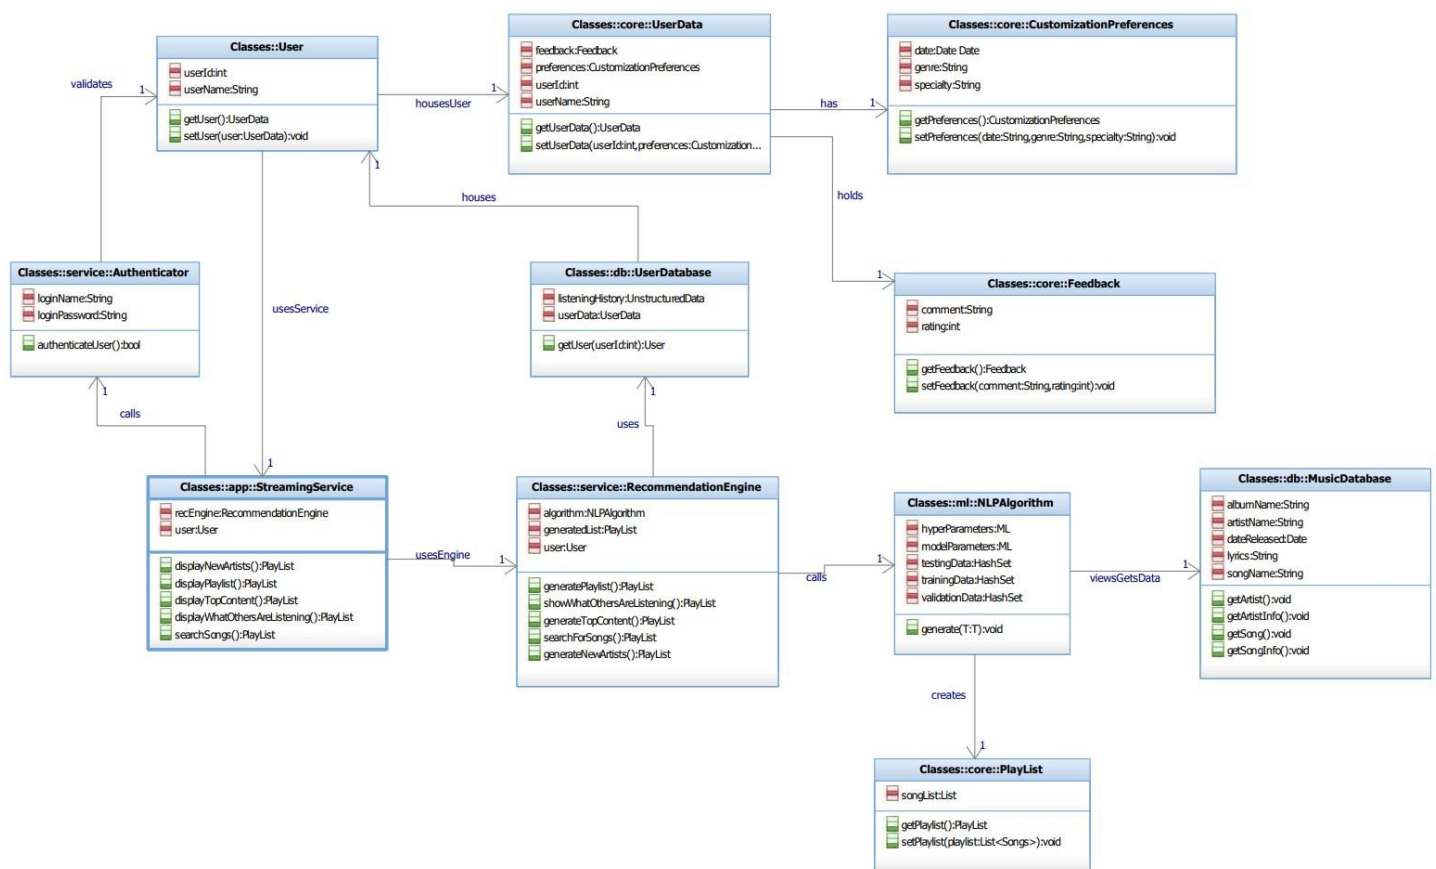 Classes::User
userId:int
userName:String
getUser():UserData
setUser(user:UserData):void
validates
1
housesUser
1
Classes::core::UserData
feedback:Feedback
preferences:CustomizationPreferences
userId:int
userName:String
getUserData():UserData
setUserData(userId:int,preferences:Customization...
has
1
Classes::core::CustomizationPreferences
date:Date Date
genre:String
specialty:String
getPreferences():CustomizationPreferences
setPreferences(date:String,genre:String,specialty:String):void
1
houses
holds
1
Classes::service::Authenticator
loginName:String
loginPassword:String
authenticateUser():bool
usesService
Classes::db::UserDatabase
listeningHistory:UnstructuredData
userData:UserData
getUser(userId:int):User
Classes::core::Feedback
comment:String
rating:int
getFeedback():Feedback
setFeedback(comment:String,rating:int):void
1
calls
1
uses
1
Classes::app::StreamingService
recEngine:RecommendationEngine
user:User
displayNewArtists():PlayList
displayPlaylist():PlayList
displayTopContent():PlayList
displayWhatOthersAreListening():PlayList
searchSongs():PlayList
usesEngine
1
Classes::service::RecommendationEngine
algorithm:NLPAlgorithm
generatedList:PlayList
user:User
generatePlaylist():PlayList
showWhatOthersAreListening():PlayList
generateTopContent():PlayList
searchForSongs():PlayList
generateNewArtists():PlayList
calls
1
Classes::ml::NLPAlgorithm
hyperParameters:ML
modelParameters:ML
testingData:HashSet
trainingData:HashSet
validationData:HashSet
generate(T:T):void
viewsGetsData
1
Classes::db::MusicDatabase
albumName:String
artistName:String
dateReleased:Date
lyrics:String
songName:String
getArtist():void
getArtistInfo():void
getSong():void
getSongInfo():void
creates
1
Classes::core::PlayList
songList:List
getPlaylist():PlayList
setPlaylist(playlist:List<Songs>):void